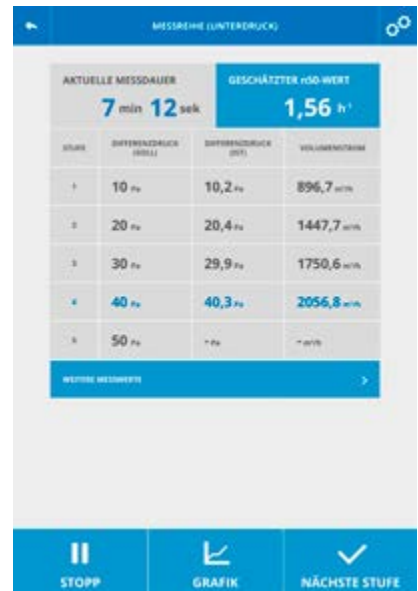 MESSREIHE (UNTERDRUCK)
AKTUELLE MESSDAUER
7 min 12 sek
GESCHÄTZTER n50-WERT
1,56 h⁻¹
STUFE DIFFERENZDRUCK (SOLL) DIFFERENZDRUCK (IST) VOLUMENSTROM
1 10 Pa 10,2 Pa 896,7 m³/h
2 20 Pa 20,4 Pa 1447,7 m³/h
3 30 Pa 29,9 Pa 1750,6 m³/h
4 40 Pa 40,3 Pa 2056,8 m³/h
5 50 Pa - Pa - m³/h
WEITERE MESSWERTE
STOPP GRAFIK NÄCHSTE STUFE